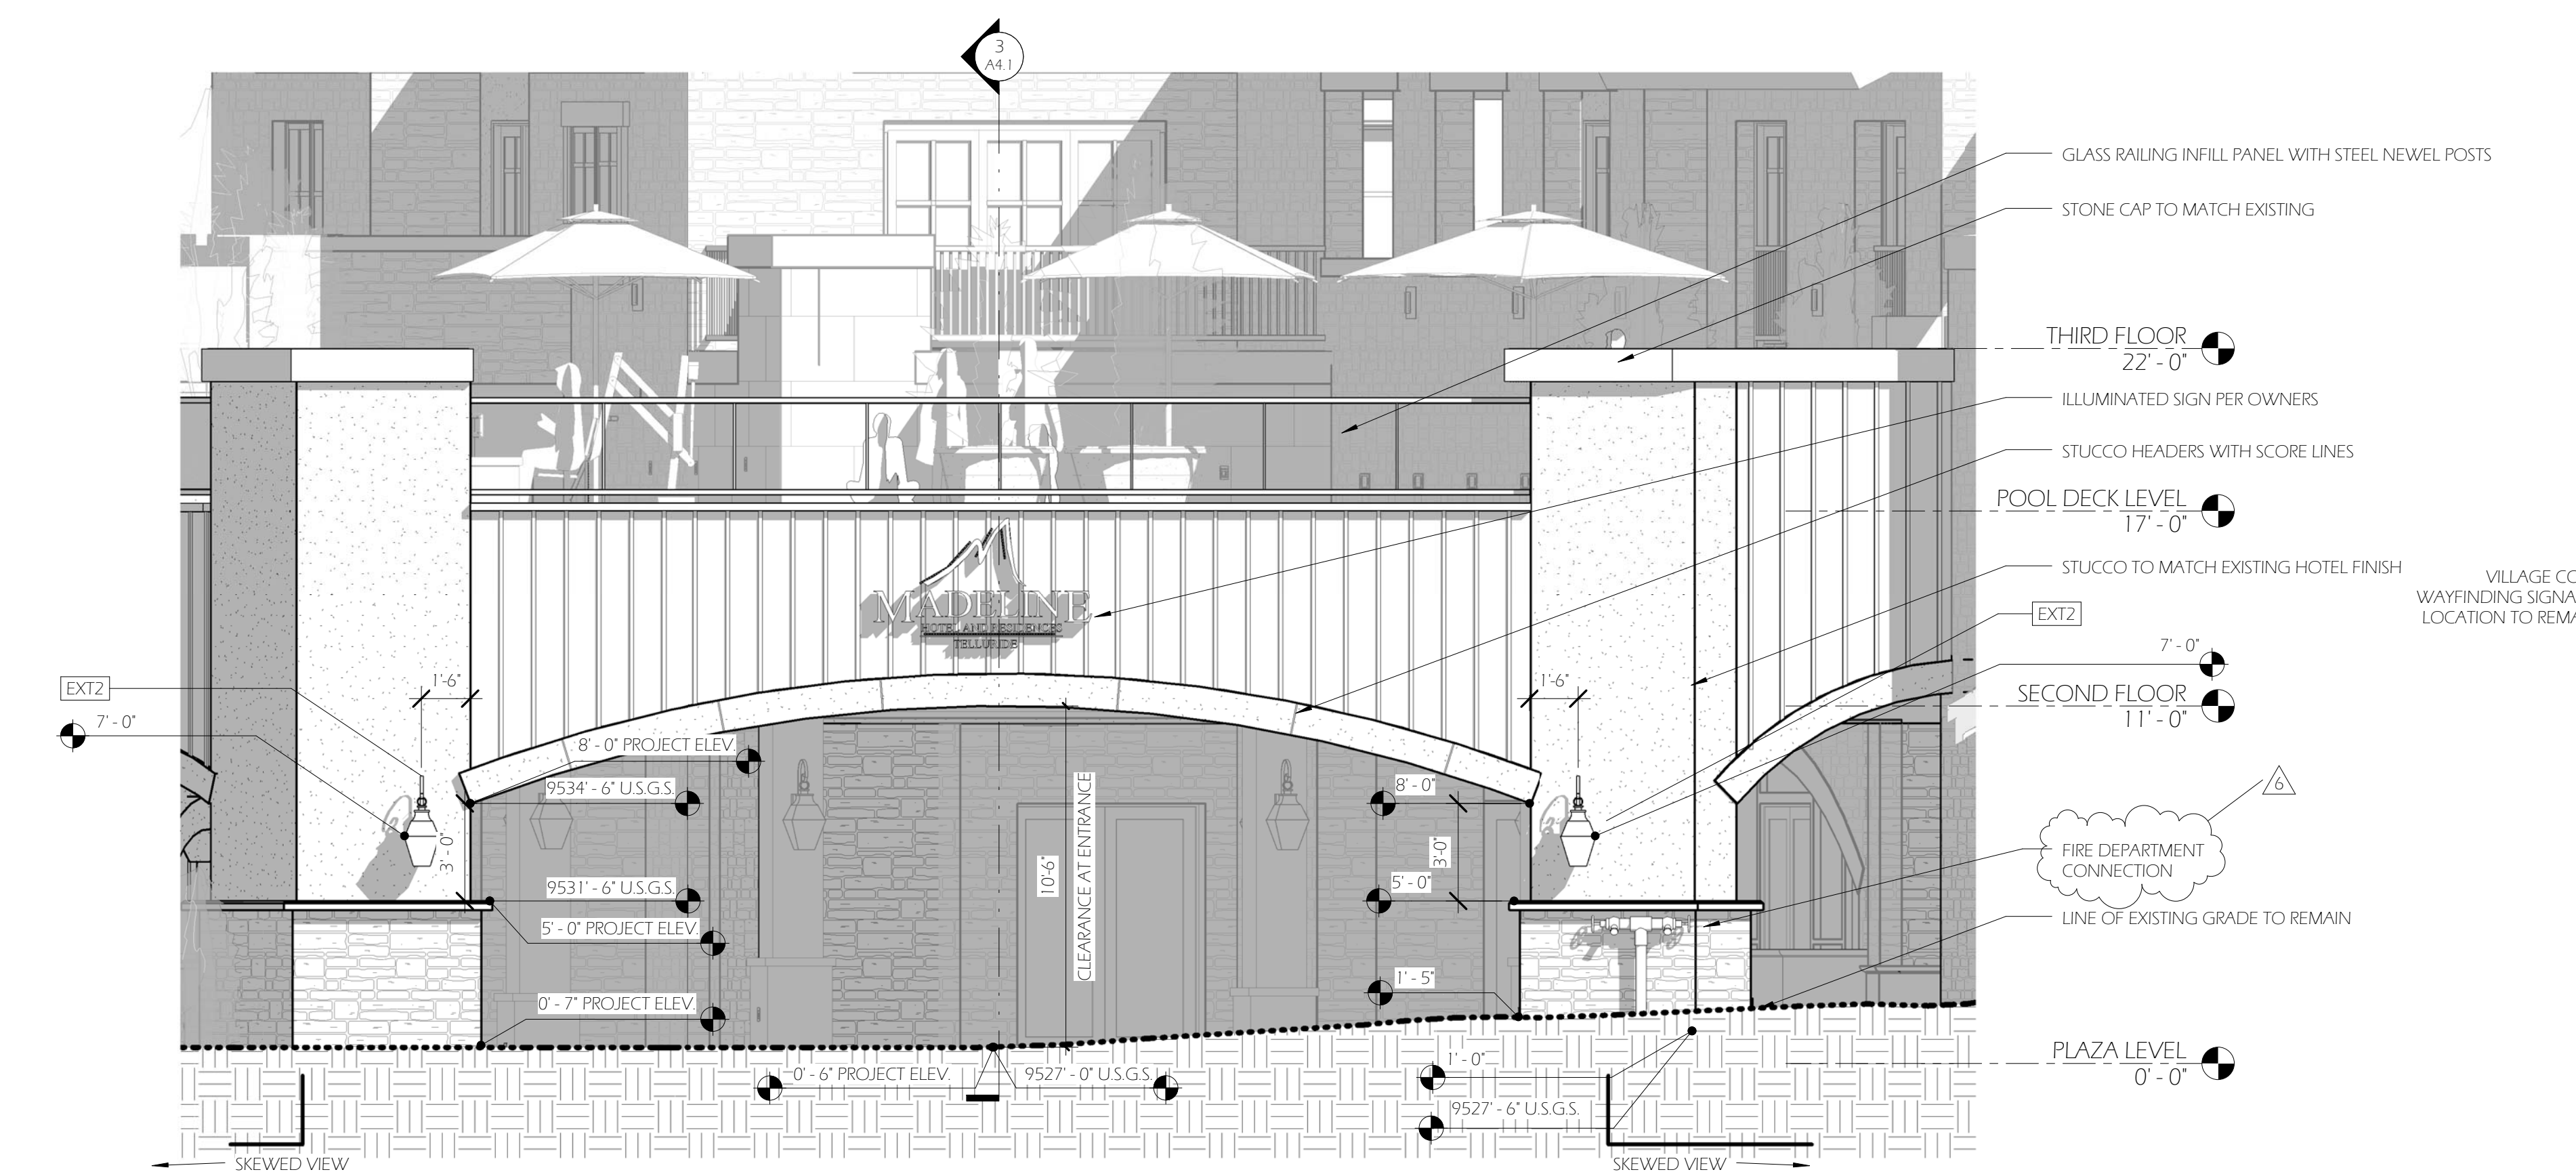 3
A4.1
GLASS RAILING INFILL PANEL WITH STEEL NEWEL POSTS
STONE CAP TO MATCH EXISTING
THIRD FLOOR
22' - 0"
ILLUMINATED SIGN PER OWNERS
STUCCO HEADERS WITH SCORE LINES
POOL DECK LEVEL
17' - 0"
STUCCO TO MATCH EXISTING HOTEL FINISH
VILLAGE CO
WAYFINDING SIGNA
LOCATION TO REMA
EXT2
7' - 0"
SECOND FLOOR
11' - 0"
6
FIRE DEPARTMENT
CONNECTION
LINE OF EXISTING GRADE TO REMAIN
PLAZA LEVEL
0' - 0"
MADELINE
HOTEL AND RESIDENCES
TELLURIDE
EXT2
7' - 0"
1'-6"
1'-6"
8' - 0" PROJECT ELEV.
9534' - 6" U.S.G.S.
3' - 0"
9531' - 6" U.S.G.S.
5' - 0" PROJECT ELEV.
0' - 7" PROJECT ELEV.
10'-6"
CLEARANCE AT ENTRANCE
8' - 0"
3'-0"
5' - 0"
1' - 5"
0' - 6" PROJECT ELEV.
9527' - 0" U.S.G.S.
1' - 0"
9527' - 6" U.S.G.S.
SKEWED VIEW
SKEWED VIEW